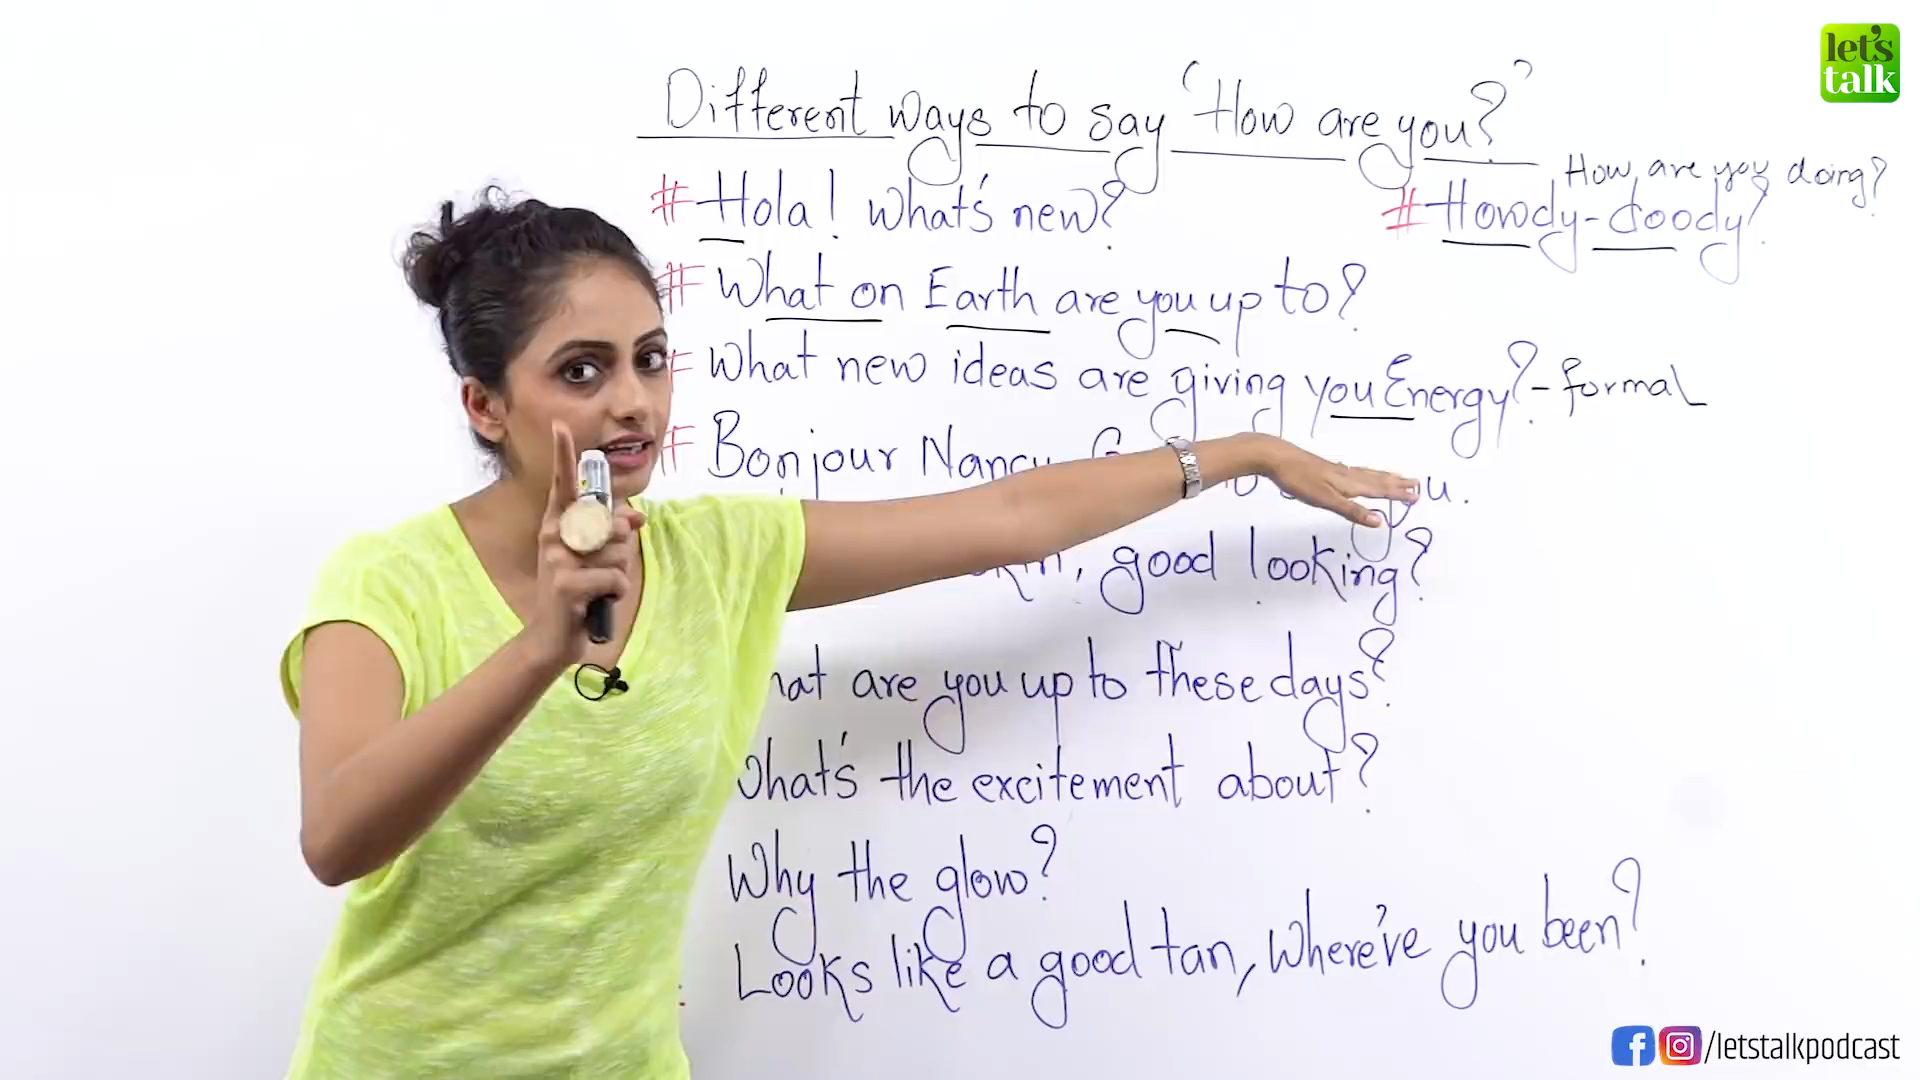 let's
talk
Different ways to say 'How are you?'
How are you doing?
# Hola! What's new?
# Howdy-doody?
# What on Earth are you up to?
# What new ideas are giving you Energy? - formal
# Bonjour Nancy
good looking?
are you up to these days?
What's the excitement about?
Why the glow?
Looks like a good tan, Where've you been?
/letstalkpodcast